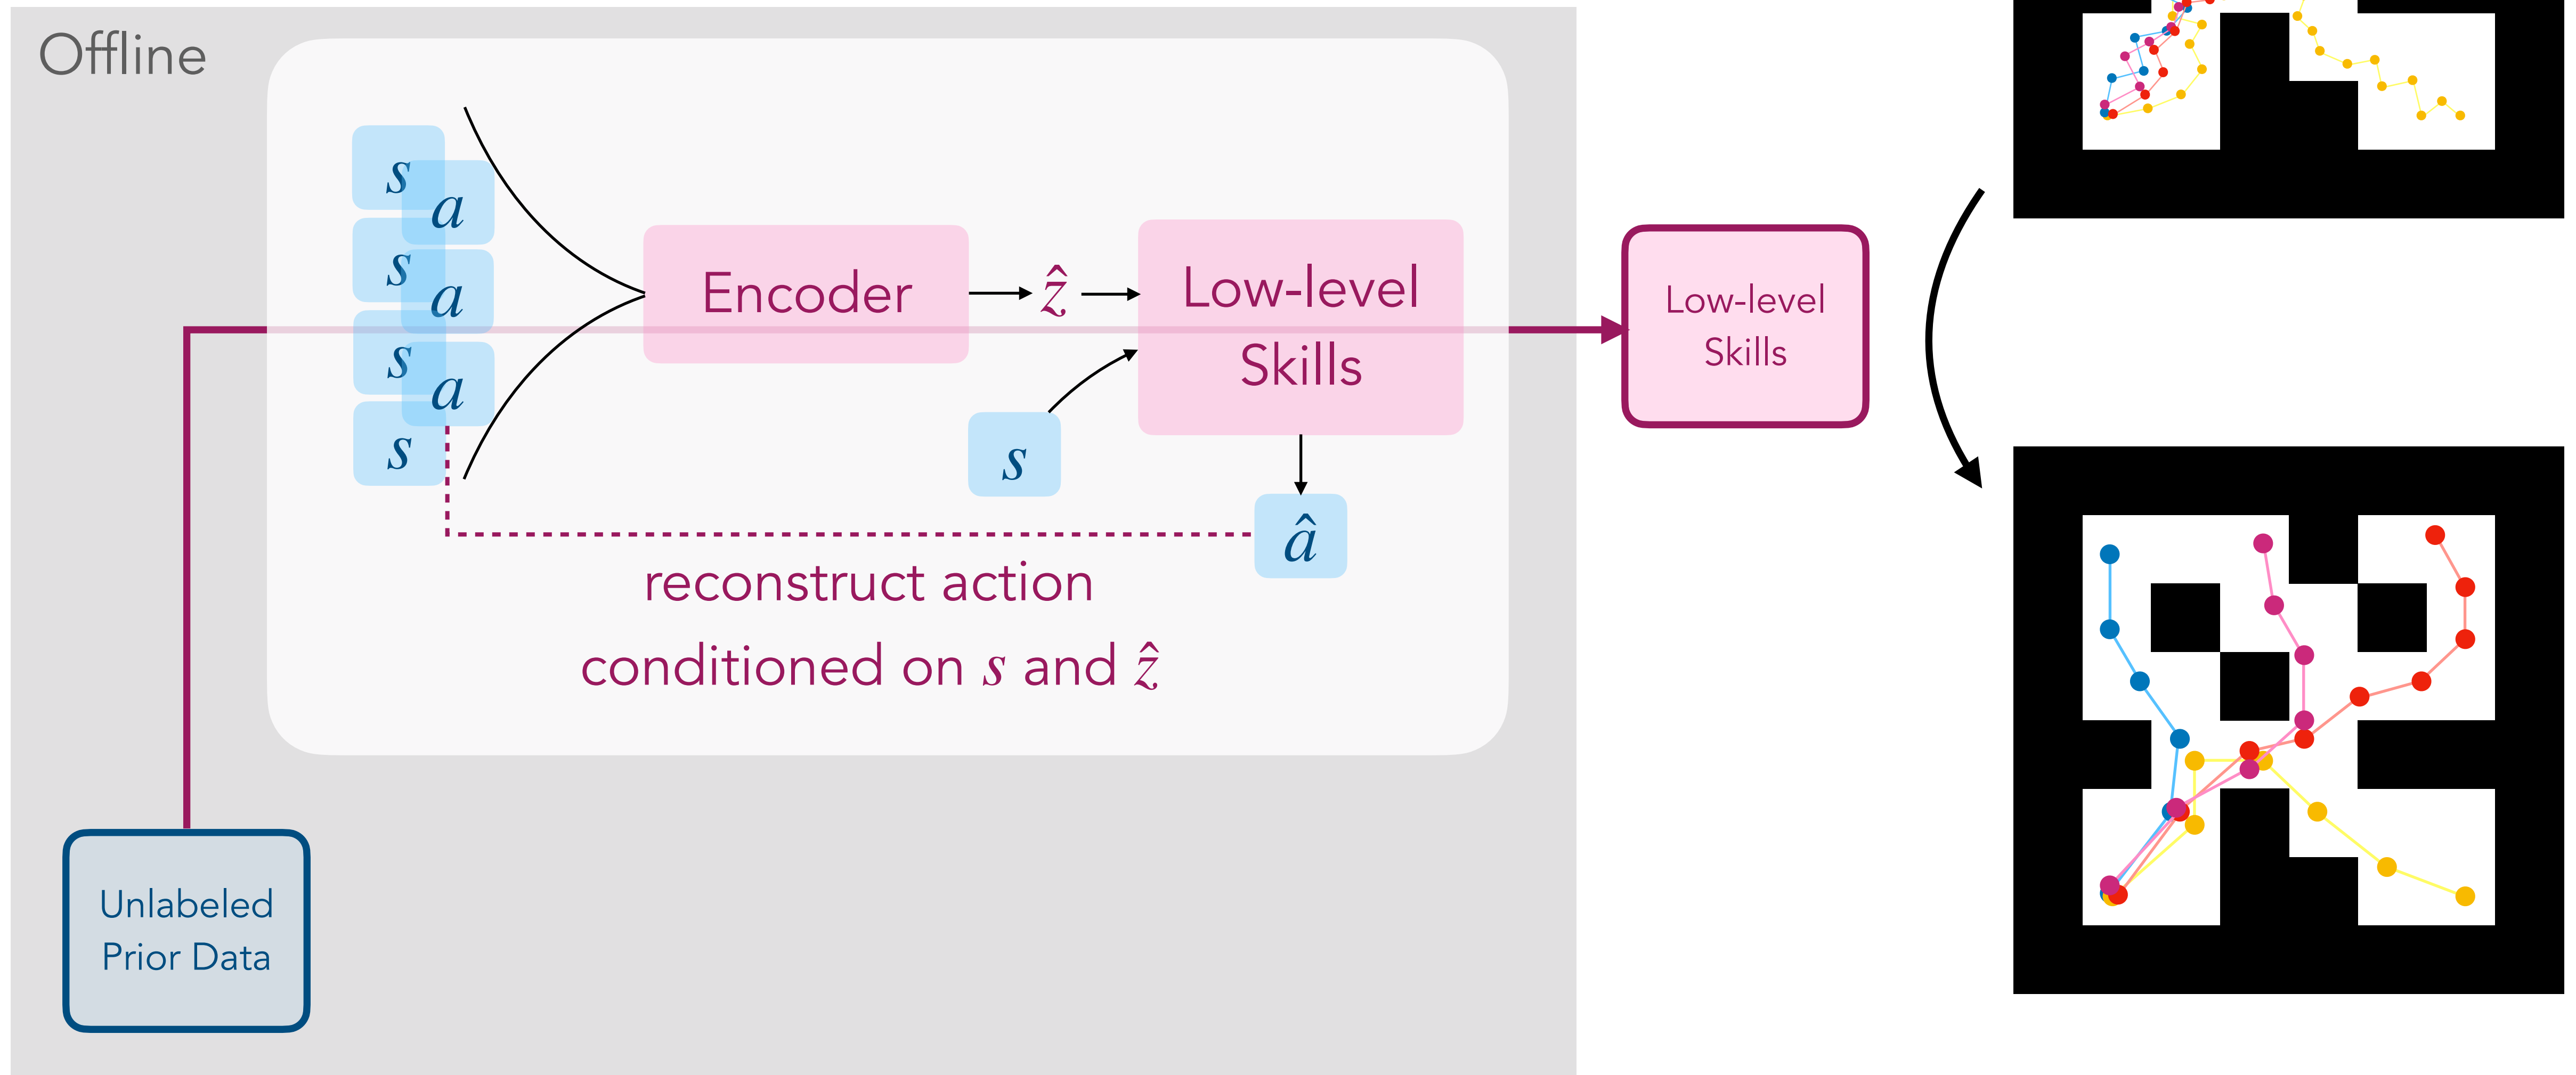 Offline
s
a
s
a
s
a
s
Encoder
ẑ
Low-level
Skills
s
â
reconstruct action
conditioned on s and ẑ
Low-level
Skills
Unlabeled
Prior Data